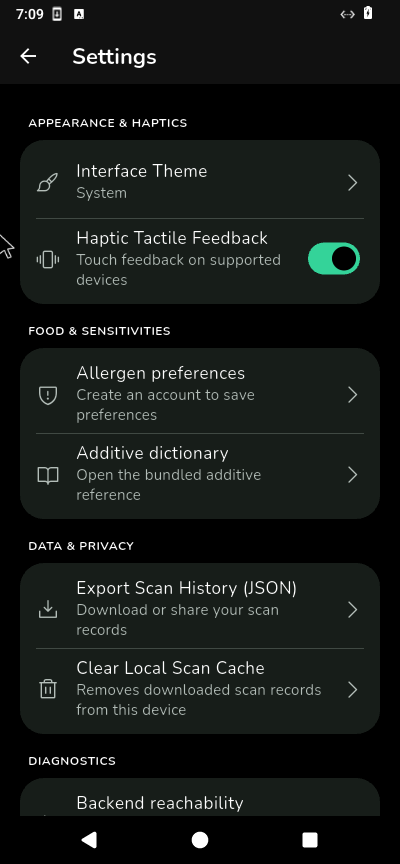 7:09
Settings
APPEARANCE & HAPTICS
Interface Theme
System
Haptic Tactile Feedback
Touch feedback on supported
devices
FOOD & SENSITIVITIES
Allergen preferences
Create an account to save
preferences
Additive dictionary
Open the bundled additive
reference
DATA & PRIVACY
Export Scan History (JSON)
Download or share your scan
records
Clear Local Scan Cache
Removes downloaded scan records
from this device
DIAGNOSTICS
Backend reachability